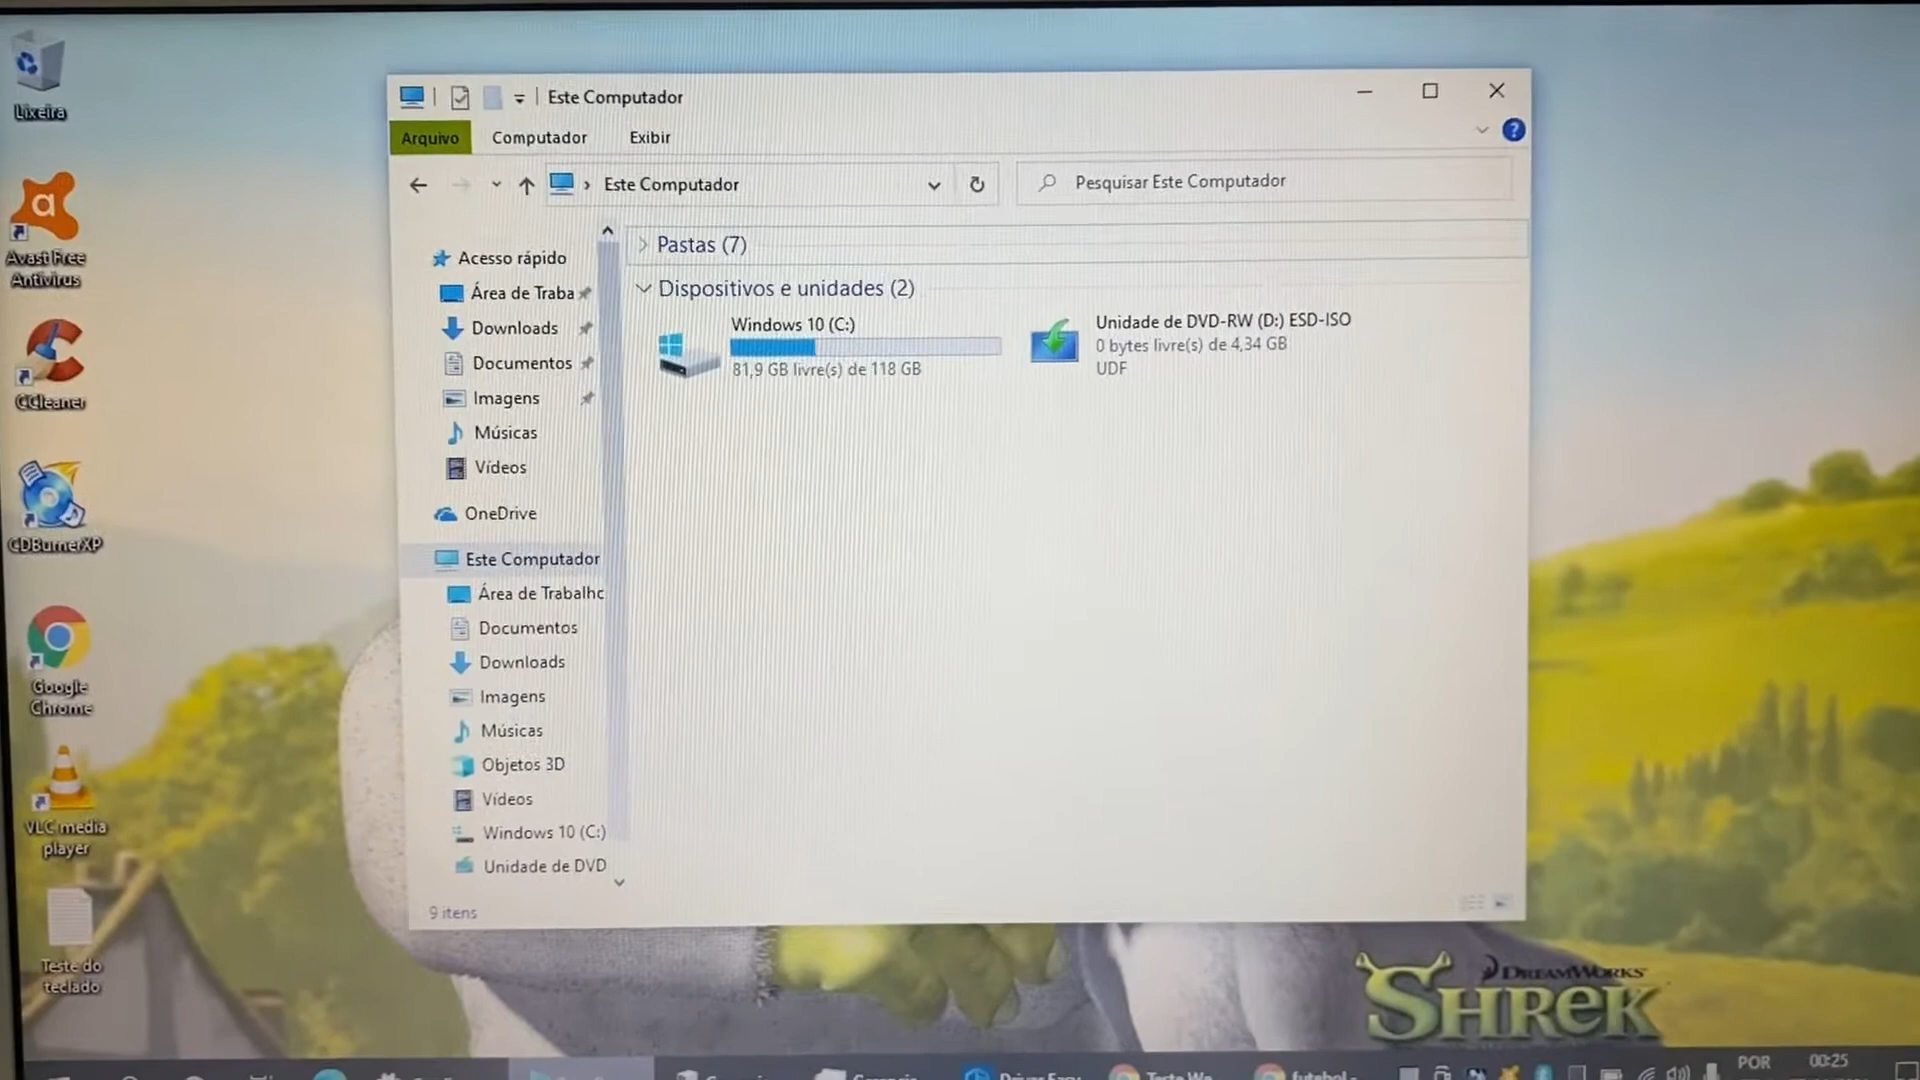 Lixeira
Avast Free
Antivirus
CCleaner
CDBurnerXP
Google
Chrome
VLC media
player
Teste do
teclado
Este Computador
Arquivo
Computador
Exibir
Este Computador
Pesquisar Este Computador
Acesso rápido
Área de Traba
Downloads
Documentos
Imagens
Músicas
Vídeos
OneDrive
Este Computador
Área de Trabalhc
Documentos
Downloads
Imagens
Músicas
Objetos 3D
Vídeos
Windows 10 (C:)
Unidade de DVD
9 itens
Pastas (7)
Dispositivos e unidades (2)
Windows 10 (C:)
81,9 GB livre(s) de 118 GB
Unidade de DVD-RW (D:) ESD-ISO
0 bytes livre(s) de 4,34 GB
UDF
DREAMWORKS
SHREK
futebol -
POR
00:25